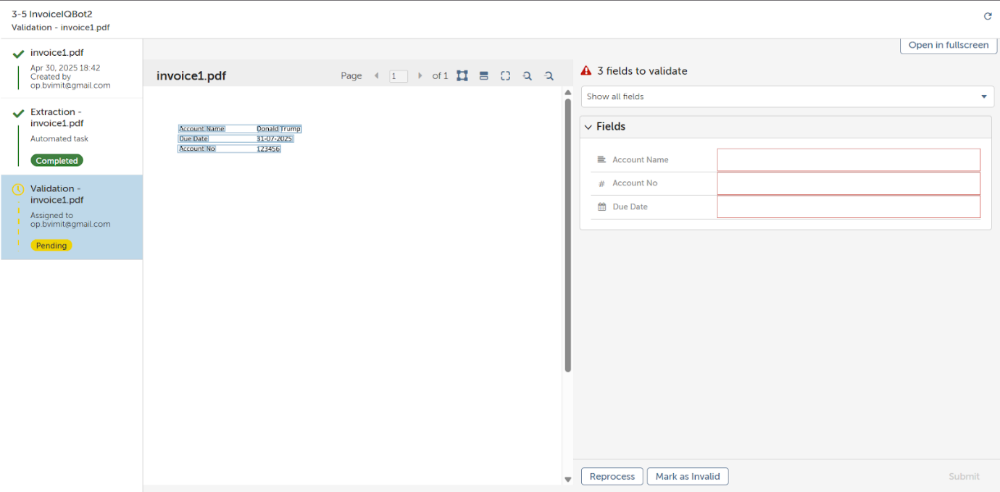 3-5 InvoiceIQBot2
Validation - invoice1.pdf
invoice1.pdf
Apr 30, 2025 18:42
Created by
op.bvimit@gmail.com
Extraction -
invoice1.pdf
Automated task
Completed
Validation -
invoice1.pdf
Assigned to
op.bvimit@gmail.com
Pending
invoice1.pdf Page 1 of 1
Account Name Donald Trump
Due Date 31-07-2025
Account No 123456
Open in fullscreen
3 fields to validate
Show all fields
Fields
Account Name
# Account No
Due Date
Reprocess Mark as Invalid Submit